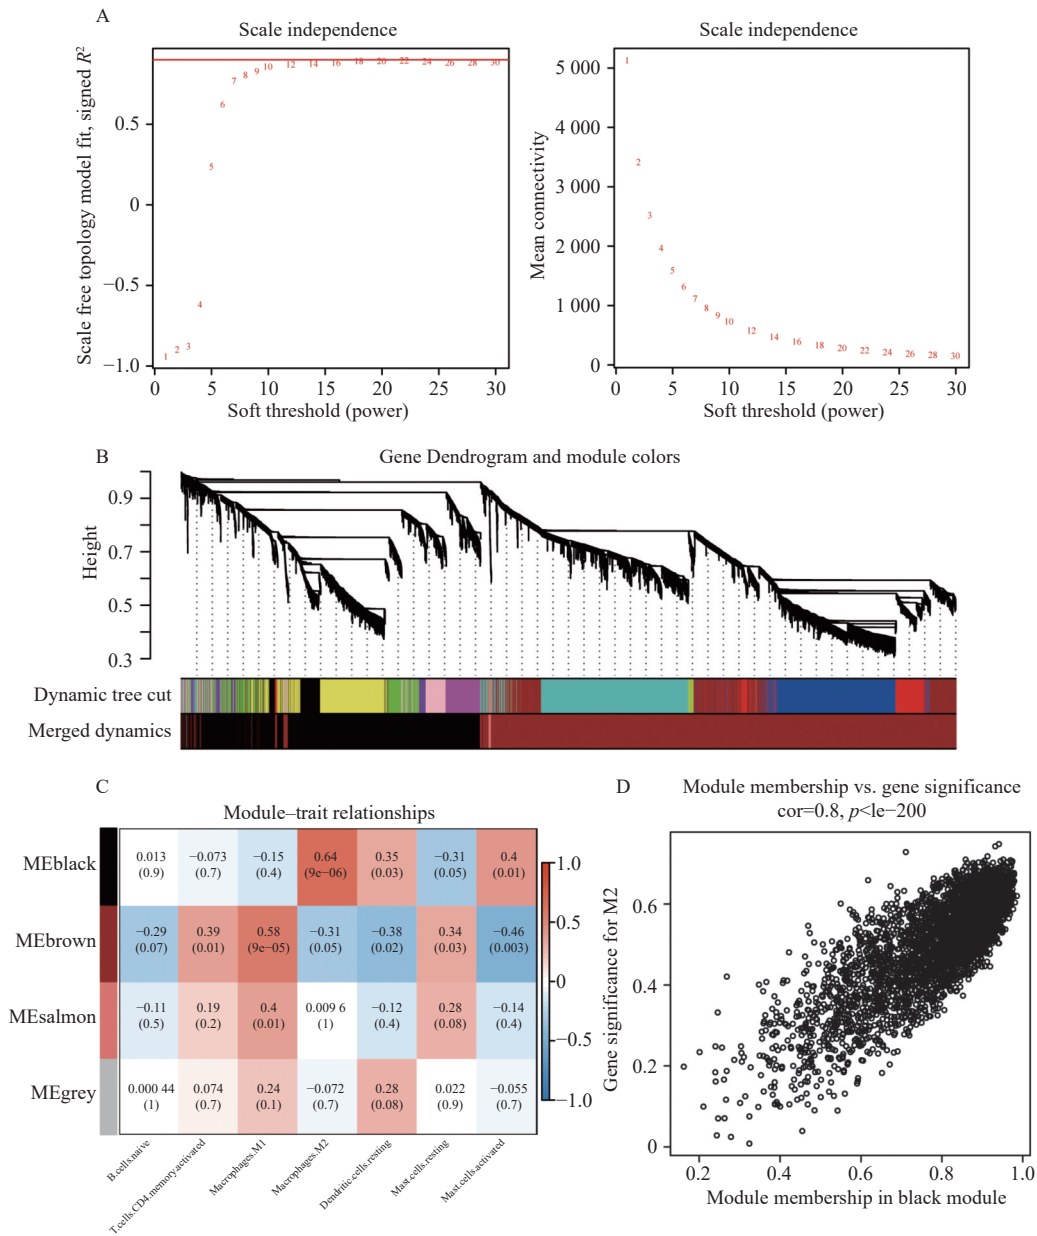 A
Scale independence
Scale free topology model fit, signed R²
0.5
0
−0.5
−1.0
1 2 3 4 5 6 7 8 9 10 12 14 16 18 20 22 24 26 28 30
0 5 10 15 20 25 30
Soft threshold (power)
Scale independence
Mean connectivity
5 000
4 000
3 000
2 000
1 000
0
1 2 3 4 5 6 7 8 9 10 12 14 16 18 20 22 24 26 28 30
0 5 10 15 20 25 30
Soft threshold (power)
B
Gene Dendrogram and module colors
Height
0.9
0.7
0.5
0.3
Dynamic tree cut
Merged dynamics
C
Module–trait relationships
MEblack
0.013 −0.073 −0.15 0.64 0.35 −0.31 0.4
(0.9) (0.7) (0.4) (9e−06) (0.03) (0.05) (0.01)
MEbrown
−0.29 0.39 0.58 −0.31 −0.38 0.34 −0.46
(0.07) (0.01) (9e−05) (0.05) (0.02) (0.03) (0.003)
MEsalmon
−0.11 0.19 0.4 0.009 6 −0.12 0.28 −0.14
(0.5) (0.2) (0.01) (1) (0.4) (0.08) (0.4)
MEgrey
0.000 44 0.074 0.24 −0.072 0.28 0.022 −0.055
(1) (0.7) (0.1) (0.7) (0.08) (0.9) (0.7)
B.cells.naive
T.cells.CD4.memory.activated
Macrophages.M1
Macrophages.M2
Dendritic.cells.resting
Mast.cells.resting
Mast.cells.activated
1.0
0.5
0
−0.5
−1.0
D
Module membership vs. gene significance
cor=0.8, p<le−200
Gene significance for M2
0.6
0.4
0.2
0
0.2 0.4 0.6 0.8 1.0
Module membership in black module